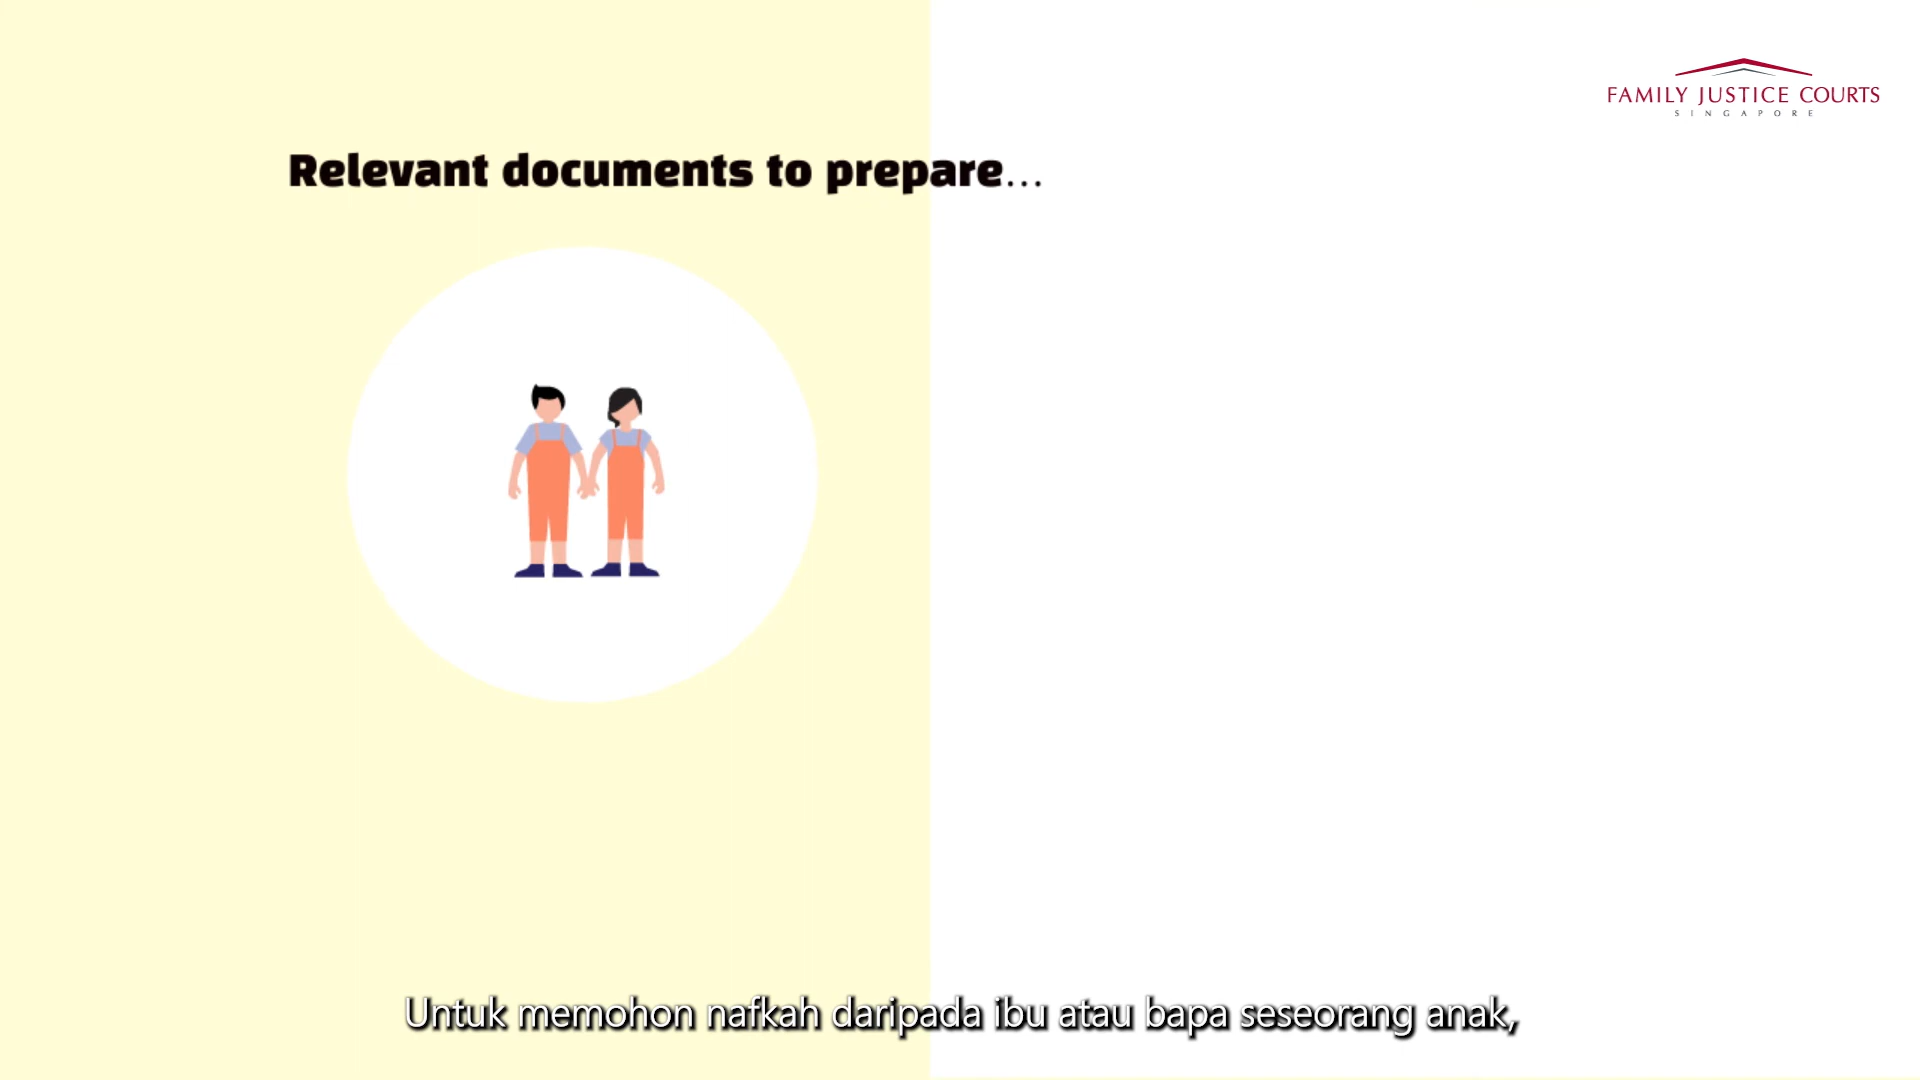 FAMILY JUSTICE COURTS
SINGAPORE
Relevant documents to prepare...
Untuk memohon nafkah daripada ibu atau bapa seseorang anak,